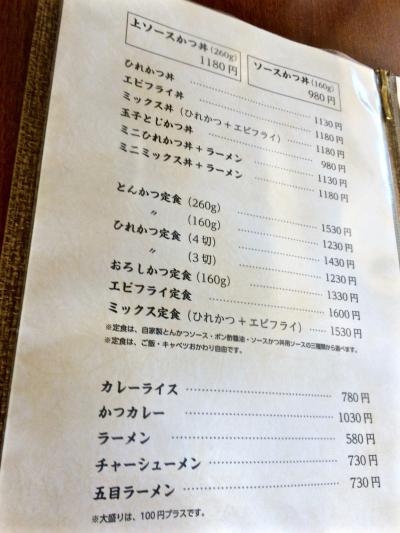 上ソースかつ丼(260g)
1180円
ソースかつ丼(160g)
980円
ひれかつ丼 1130円
エビフライ丼 1180円
ミックス丼(ひれかつ+エビフライ) 1180円
玉子とじかつ丼 980円
ミニひれかつ丼+ラーメン 1130円
ミニミックス丼+ラーメン 1180円
とんかつ定食(260g) 1530円
〃 (160g) 1230円
ひれかつ定食(4切) 1430円
〃 (3切) 1230円
おろしかつ定食(160g) 1330円
エビフライ定食 1600円
ミックス定食(ひれかつ+エビフライ) 1530円
※定食は、自家製とんかつソース・ポン酢醤油・ソースかつ丼用ソースの三種類から選べます。
※定食は、ご飯・キャベツおかわり自由です。
カレーライス 780円
かつカレー 1030円
ラーメン 580円
チャーシューメン 730円
五目ラーメン 730円
※大盛りは、100円プラスです。